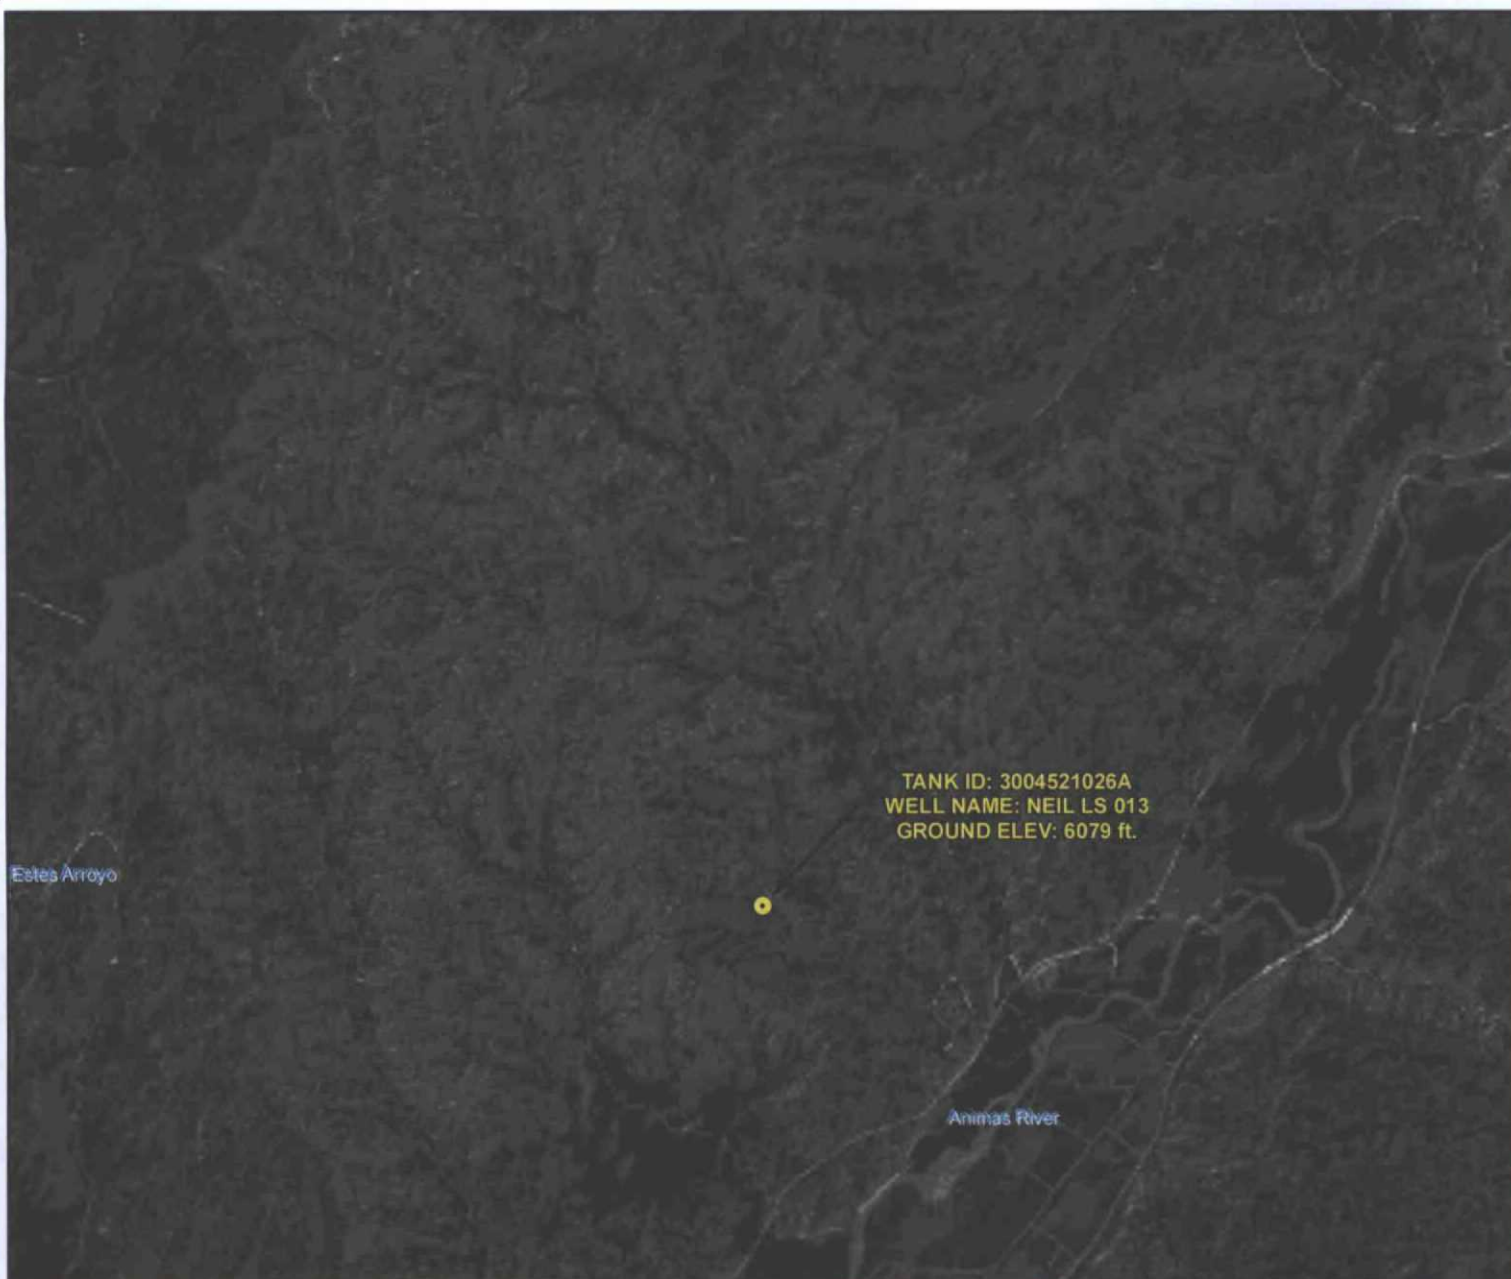 TANK ID: 3004521026A
WELL NAME: NEIL LS 013
GROUND ELEV: 6079 ft.
Estes Arroyo
Animas River